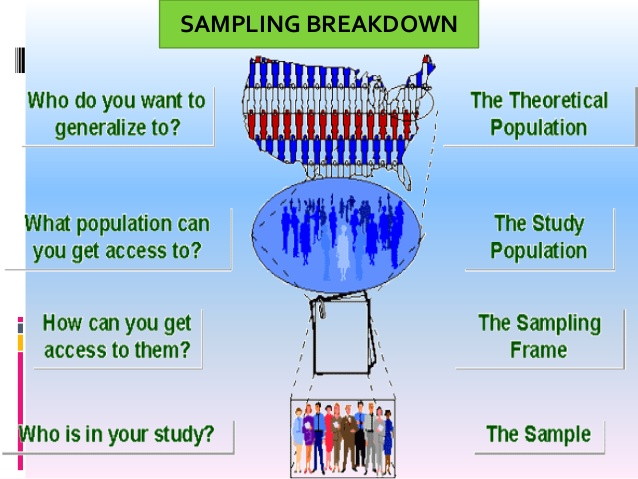 SAMPLING BREAKDOWN
Who do you want to
generalize to?
The Theoretical
Population
What population can
you get access to?
The Study
Population
How can you get
access to them?
The Sampling
Frame
Who is in your study?
The Sample